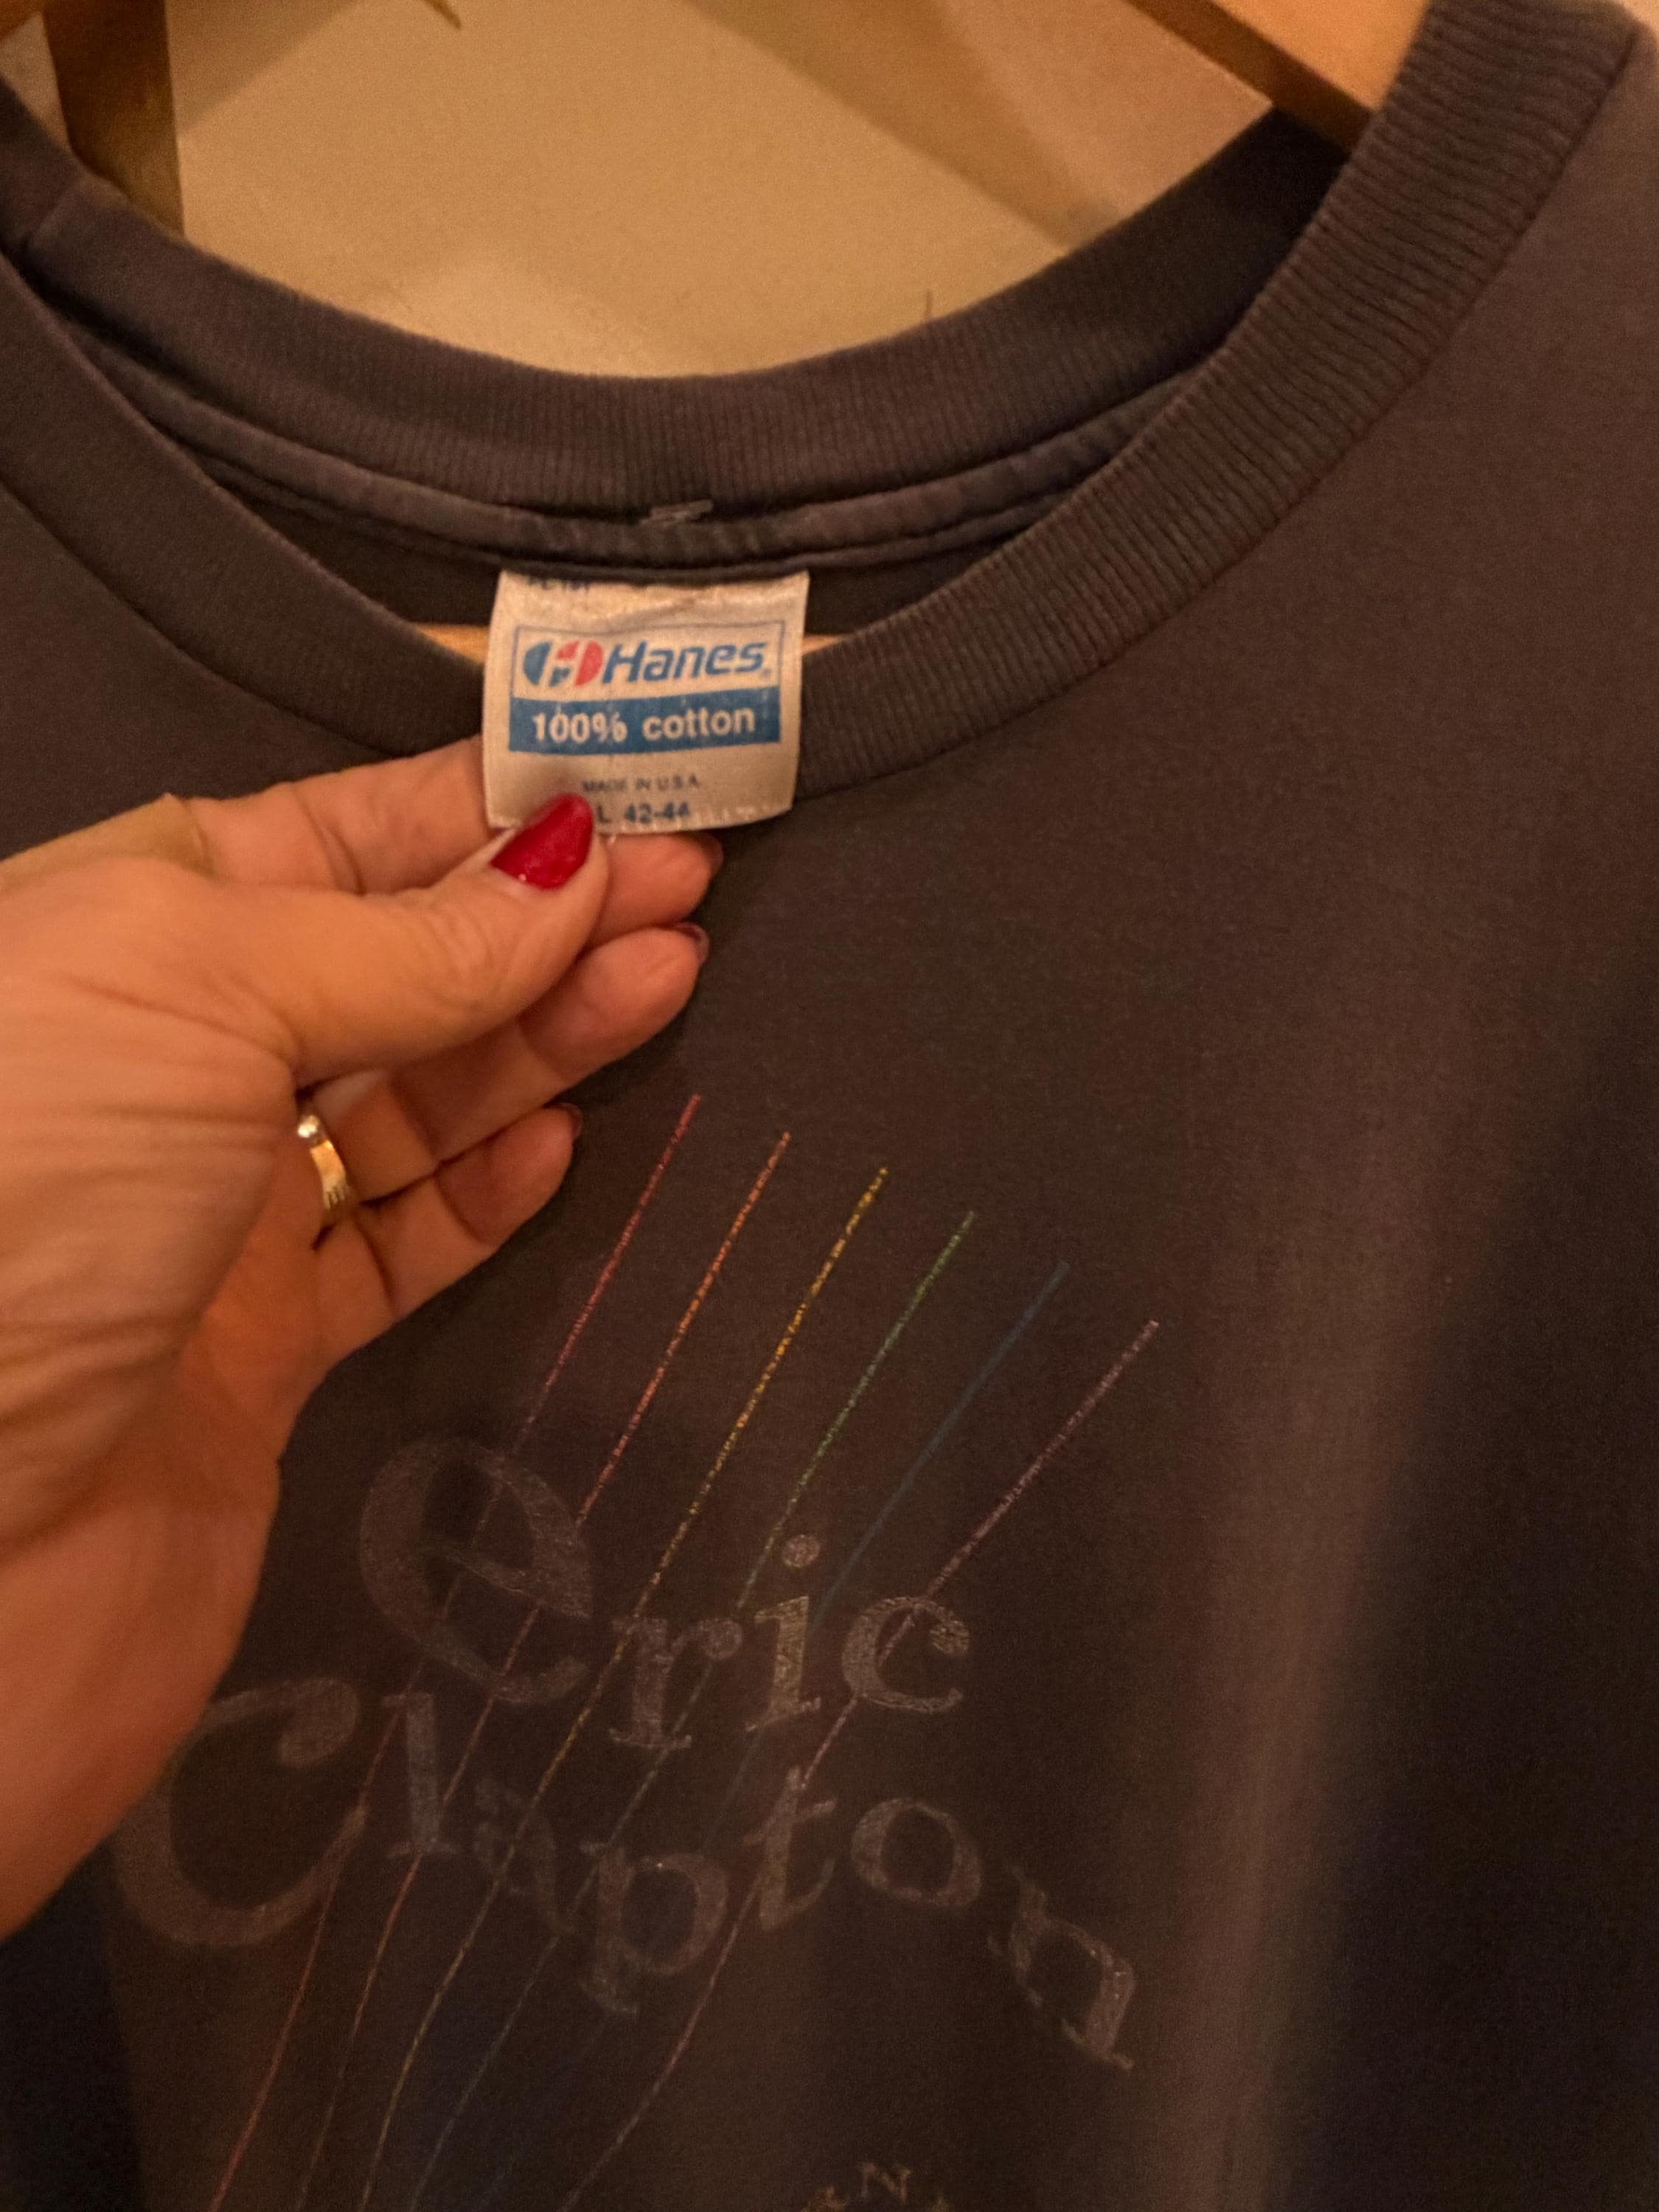 Hanes®
100% cotton
MADE IN U.S.A.
L 42-44
eric
Clapton